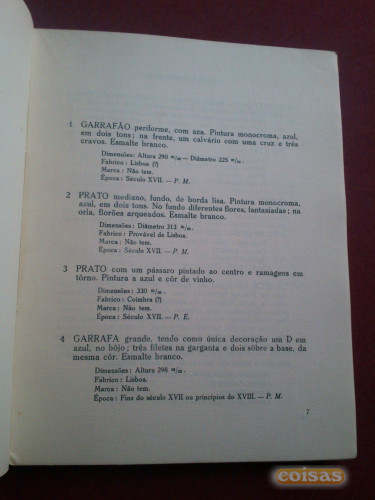 1 GARRAFÃO periforme, com aza. Pintura monocroma, azul,
em dois tons; na frente, um calvário com uma cruz e três
cravos. Esmalte branco.
Dimensões: Altura 290 m/m — Diâmetro 225 m/m.
Fabrico: Lisboa (?)
Marca: Não tem.
Época: Século XVII. — P. M.
2 PRATO mediano, fundo, de borda lisa. Pintura monocroma,
azul, em dois tons. No fundo diferentes flores, fantasiadas; na
orla, florões arqueados. Esmalte branco.
Dimensões: Diâmetro 313 m/m.
Fabrico: Provável de Lisboa.
Marca: Não tem.
Época: Século XVII. — P. M.
3 PRATO com um pássaro pintado ao centro e ramagens em
tôrno. Pintura a azul e côr de vinho.
Dimensões: 330 m/m.
Fabrico: Coimbra (?)
Marca: Não tem.
Época: Século XVII. — P. E.
4 GARRAFA grande, tendo como única decoração um D em
azul, no bôjo; três filetes na garganta e dois sôbre a base, da
mesma côr. Esmalte branco.
Dimensões: Altura 298 m/m.
Fabrico: Lisboa.
Marca: Não tem.
Época: Fins do século XVII os princípios do XVIII. — P. M.
7
coisas